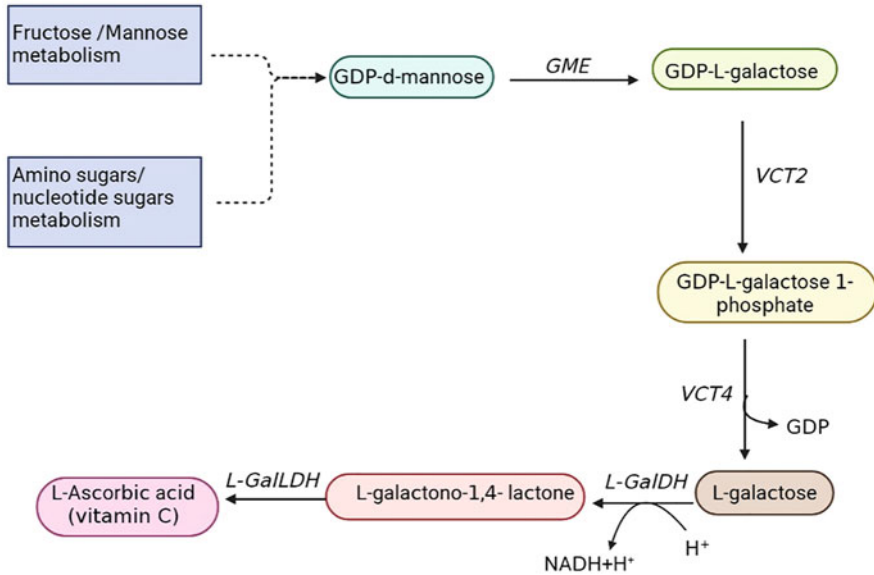 Fructose /Mannose
metabolism
GDP-d-mannose
GME
GDP-L-galactose
Amino sugars/
nucleotide sugars
metabolism
VCT2
GDP-L-galactose 1-
phosphate
VCT4
GDP
L-galactose
L-GalDH
H⁺
NADH+H⁺
L-galactono-1,4- lactone
L-GalLDH
L-Ascorbic acid
(vitamin C)